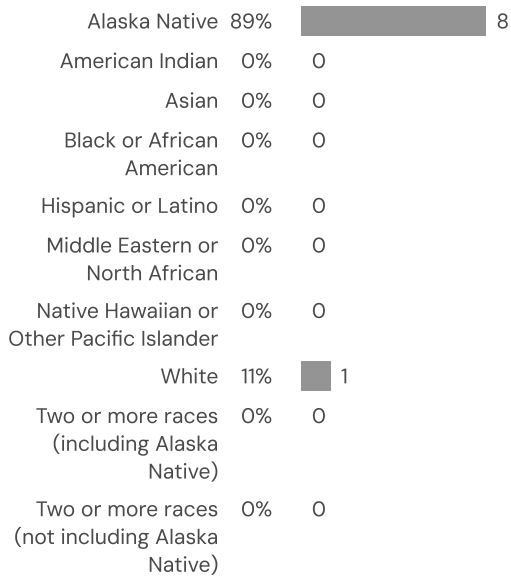 Alaska Native 89% 8
American Indian 0% 0
Asian 0% 0
Black or African 0% 0
American
Hispanic or Latino 0% 0
Middle Eastern or 0% 0
North African
Native Hawaiian or 0% 0
Other Pacific Islander
White 11% 1
Two or more races 0% 0
(including Alaska
Native)
Two or more races 0% 0
(not including Alaska
Native)